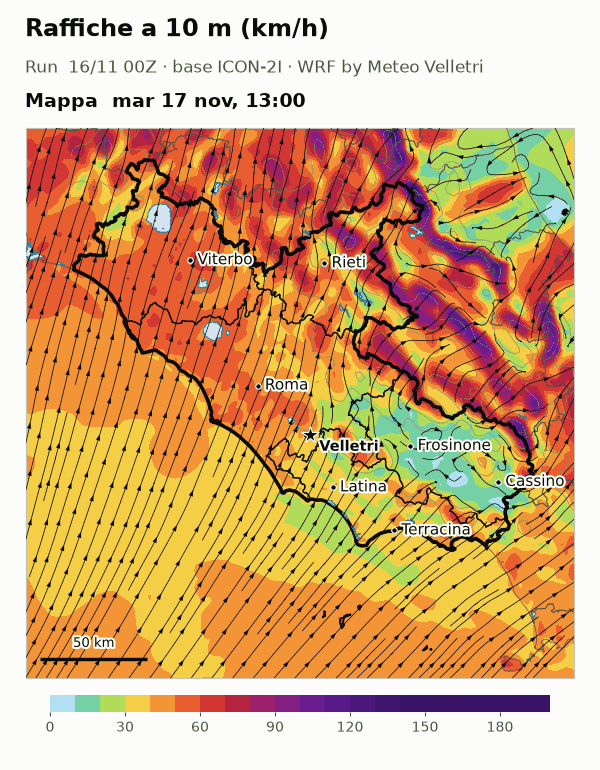 Raffiche a 10 m (km/h)
Run  16/11 00Z · base ICON-2I · WRF by Meteo Velletri
Mappa  mar 17 nov, 13:00
Viterbo
Rieti
Roma
Velletri
Frosinone
Cassino
Latina
Terracina
50 km
0 30 60 90 120 150 180